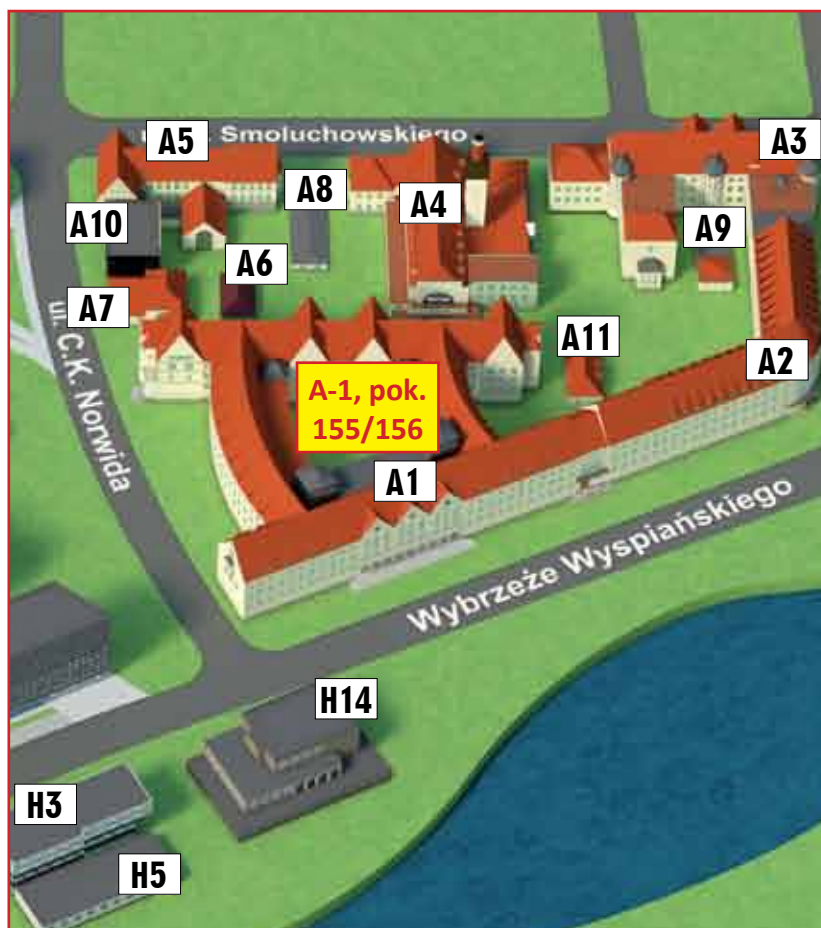 Smoluchowskiego
A5
A3
A8
A4
A10
A9
A6
A7
ul. C.K. Norwida
A11
A2
A-1, pok.
155/156
A1
Wybrzeże Wyspiańskiego
H14
H3
H5